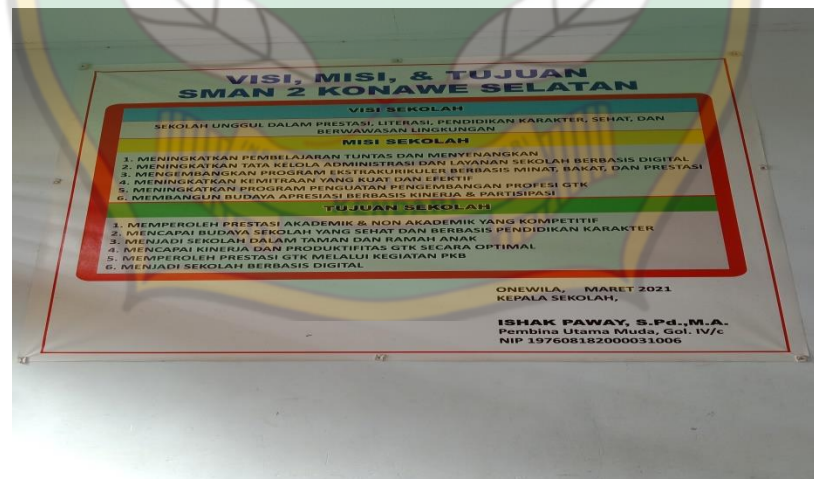 VISI, MISI, & TUJUAN
SMAN 2 KONAWE SELATAN
VISI SEKOLAH
SEKOLAH UNGGUL DALAM PRESTASI, LITERASI, PENDIDIKAN KARAKTER, SEHAT, DAN
BERWAWASAN LINGKUNGAN
MISI SEKOLAH
1. MENINGKATKAN PEMBELAJARAN TUNTAS DAN MENYENANGKAN
2. MENINGKATKAN TATA KELOLA ADMINISTRASI DAN LAYANAN SEKOLAH BERBASIS DIGITAL
3. MENGEMBANGKAN PROGRAM EKSTRAKURIKULER BERBASIS MINAT, BAKAT, DAN PRESTASI
4. MENINGKATKAN KEMITRAAN YANG KUAT DAN EFEKTIF
5. MENINGKATKAN PROGRAM PENGUATAN PENGEMBANGAN PROFESI GTK
6. MEMBANGUN BUDAYA APRESIASI BERBASIS KINERJA & PARTISIPASI
TUJUAN SEKOLAH
1. MEMPEROLEH PRESTASI AKADEMIK & NON AKADEMIK YANG KOMPETITIF
2. MENCAPAI BUDAYA SEKOLAH YANG SEHAT DAN BERBASIS PENDIDIKAN KARAKTER
3. MENJADI SEKOLAH DALAM TAMAN DAN RAMAH ANAK
4. MENCAPAI KINERJA DAN PRODUKTIFITAS GTK SECARA OPTIMAL
5. MEMPEROLEH PRESTASI GTK MELALUI KEGIATAN PKB
6. MENJADI SEKOLAH BERBASIS DIGITAL
ONEWILA, MARET 2021
KEPALA SEKOLAH,
ISHAK PAWAY, S.Pd.,M.A.
Pembina Utama Muda, Gol. IV/c
NIP 197608182000031006